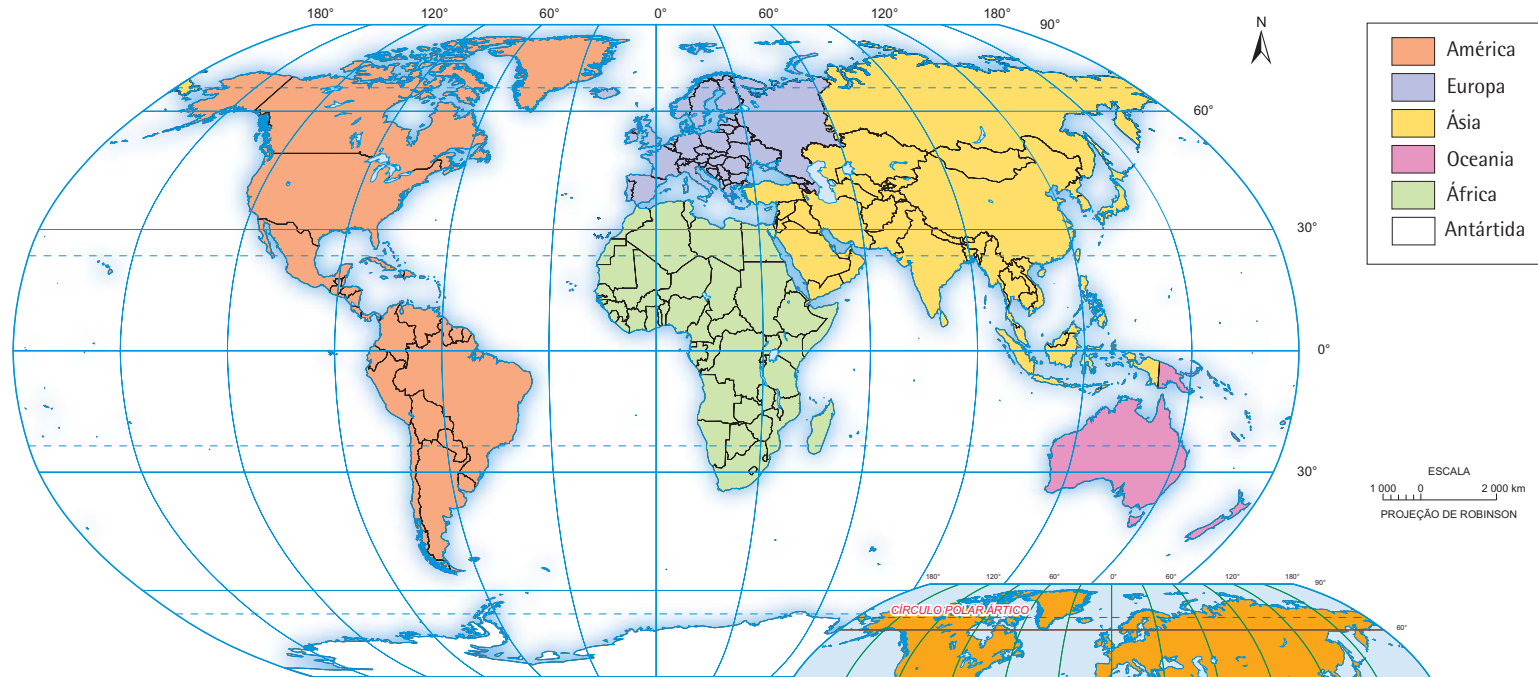 180° 120° 60° 0° 60° 120° 180° 90°
N
60°
30°
0°
30°
América
Europa
Ásia
Oceania
África
Antártida
ESCALA
1 000 0 2 000 km
PROJEÇÃO DE ROBINSON
180° 120° 60° 0° 60° 120° 180° 90°
CÍRCULO POLAR ÁRTICO
60°